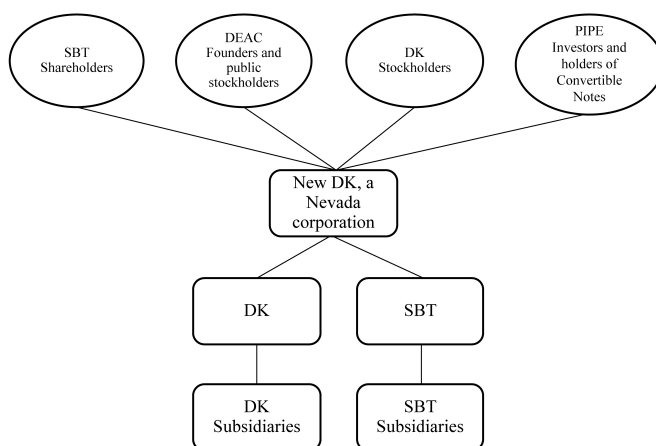 SBT
Shareholders
DEAC
Founders and
public
stockholders
DK
Stockholders
PIPE
Investors and
holders of
Convertible
Notes
New DK, a
Nevada
corporation
DK
SBT
DK
Subsidiaries
SBT
Subsidiaries